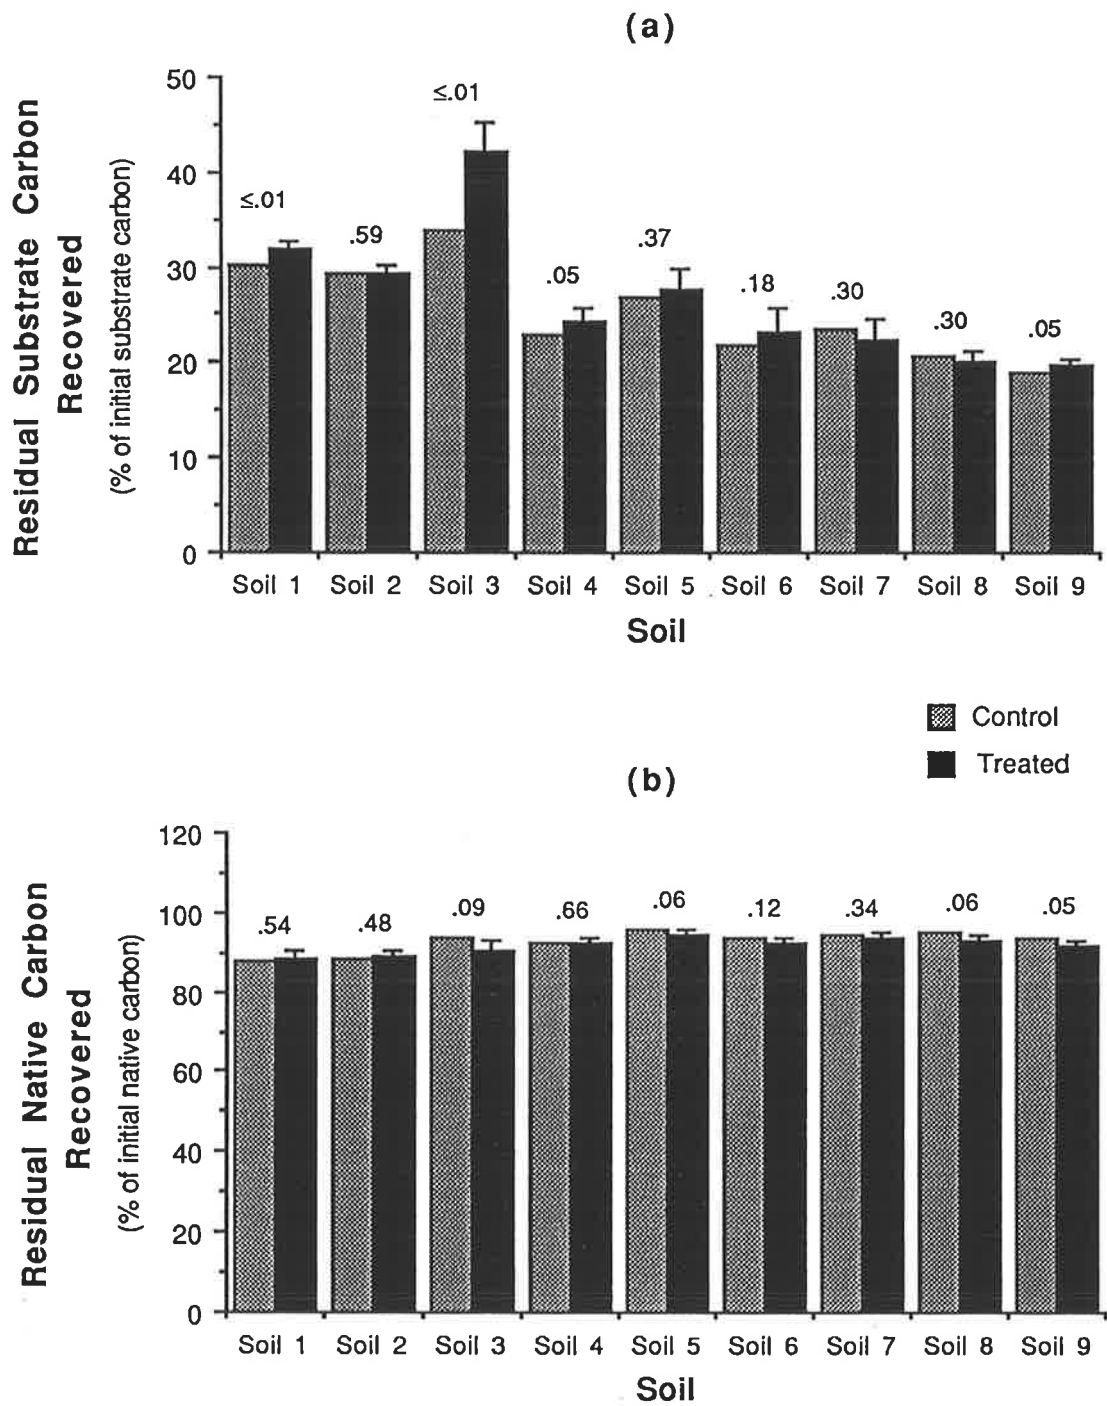 (a)
Residual Substrate Carbon
Recovered
(% of initial substrate carbon)
50
40
30
20
10
0
≤.01
.59
≤.01
.05
.37
.18
.30
.30
.05
Soil 1 Soil 2 Soil 3 Soil 4 Soil 5 Soil 6 Soil 7 Soil 8 Soil 9
Soil
Control
Treated
(b)
Residual Native Carbon
Recovered
(% of initial native carbon)
120
100
80
60
40
20
0
.54
.48
.09
.66
.06
.12
.34
.06
.05
Soil 1 Soil 2 Soil 3 Soil 4 Soil 5 Soil 6 Soil 7 Soil 8 Soil 9
Soil